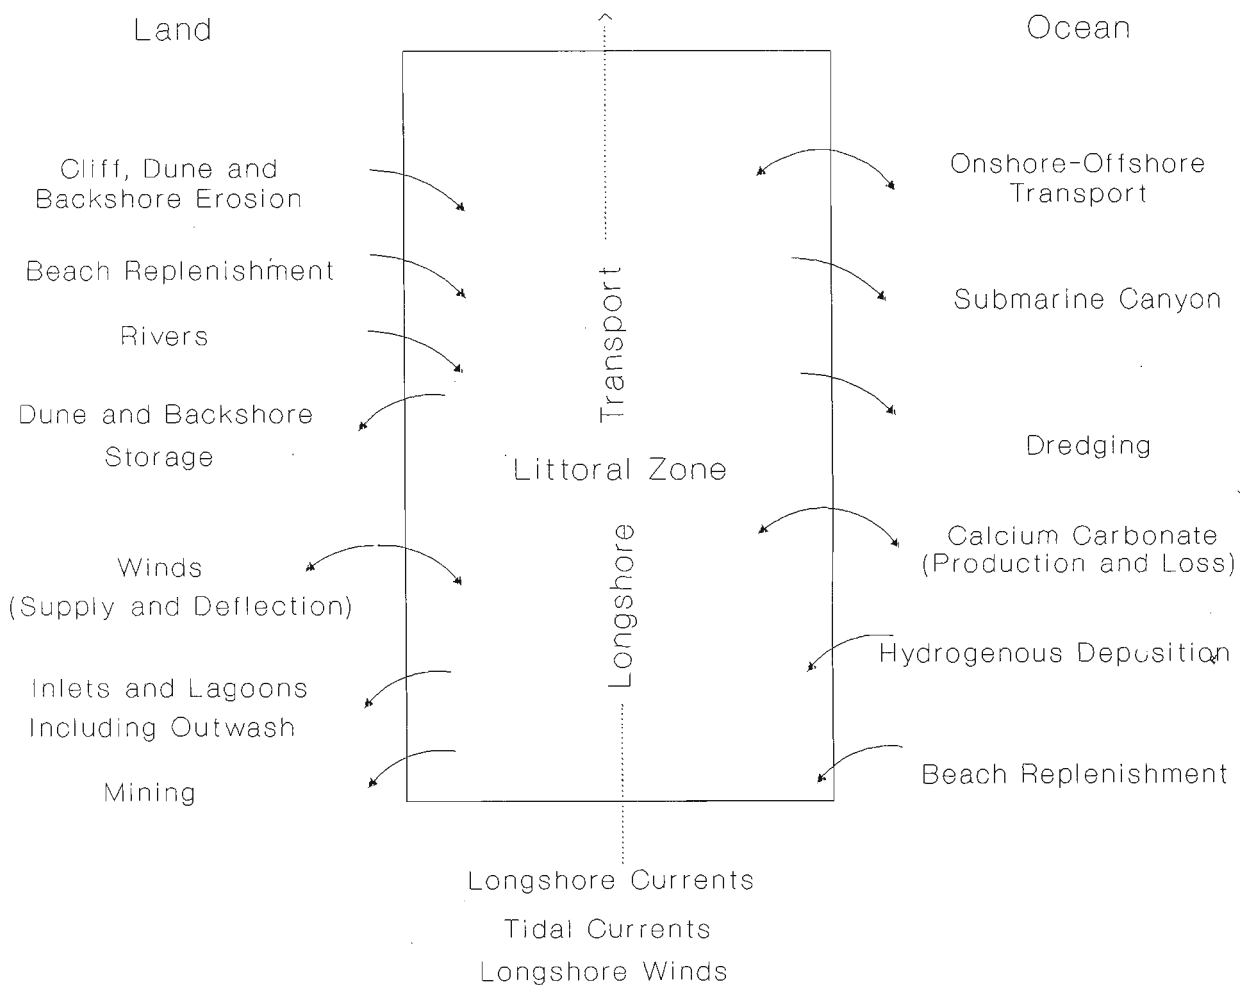 Land
Ocean
Cliff, Dune and
Backshore Erosion
Beach Replenishment
Rivers
Dune and Backshore
Storage
Winds
(Supply and Deflection)
Inlets and Lagoons
Including Outwash
Mining
Transport
Littoral Zone
Longshore
Onshore-Offshore
Transport
Submarine Canyon
Dredging
Calcium Carbonate
(Production and Loss)
Hydrogenous Deposition
Beach Replenishment
Longshore Currents
Tidal Currents
Longshore Winds